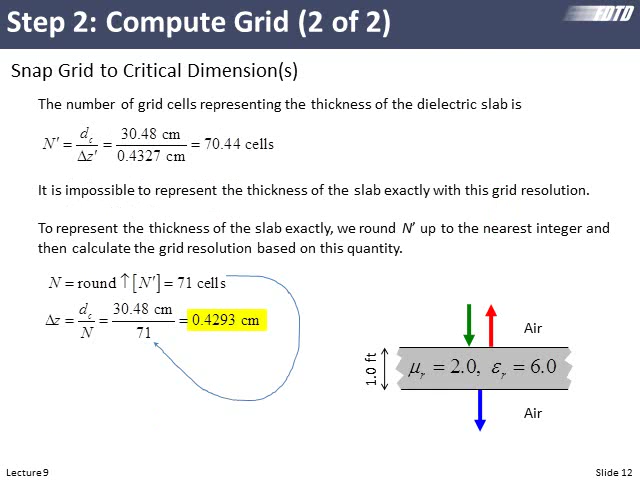 Step 2: Compute Grid (2 of 2)
FDTD
Snap Grid to Critical Dimension(s)
The number of grid cells representing the thickness of the dielectric slab is
N′ = d_c / Δz′ = 30.48 cm / 0.4327 cm = 70.44 cells
It is impossible to represent the thickness of the slab exactly with this grid resolution.
To represent the thickness of the slab exactly, we round N′ up to the nearest integer and
then calculate the grid resolution based on this quantity.
N = round ↑ [N′] = 71 cells
Δz = d_c / N = 30.48 cm / 71 = 0.4293 cm
Air
1.0 ft
μ_r = 2.0, ε_r = 6.0
Air
Lecture 9
Slide 12